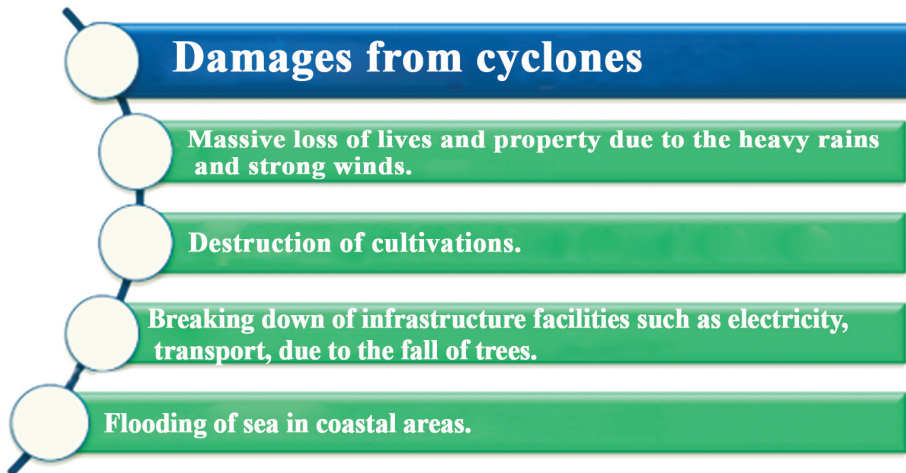 Damages from cyclones
Massive loss of lives and property due to the heavy rains
and strong winds.
Destruction of cultivations.
Breaking down of infrastructure facilities such as electricity,
transport, due to the fall of trees.
Flooding of sea in coastal areas.